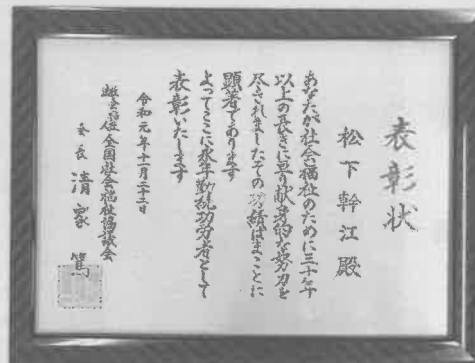 表彰状
松下幹江殿
あなたが社会福祉のために三十年
以上の長きに亘り献身的な努力を
尽されましたその功績はまことに
顕著であります
よってここに永年勤続功労者として
表彰いたします
令和元年十一月二十二日
社会福祉法人全国社会福祉協議会
会長 清家篤